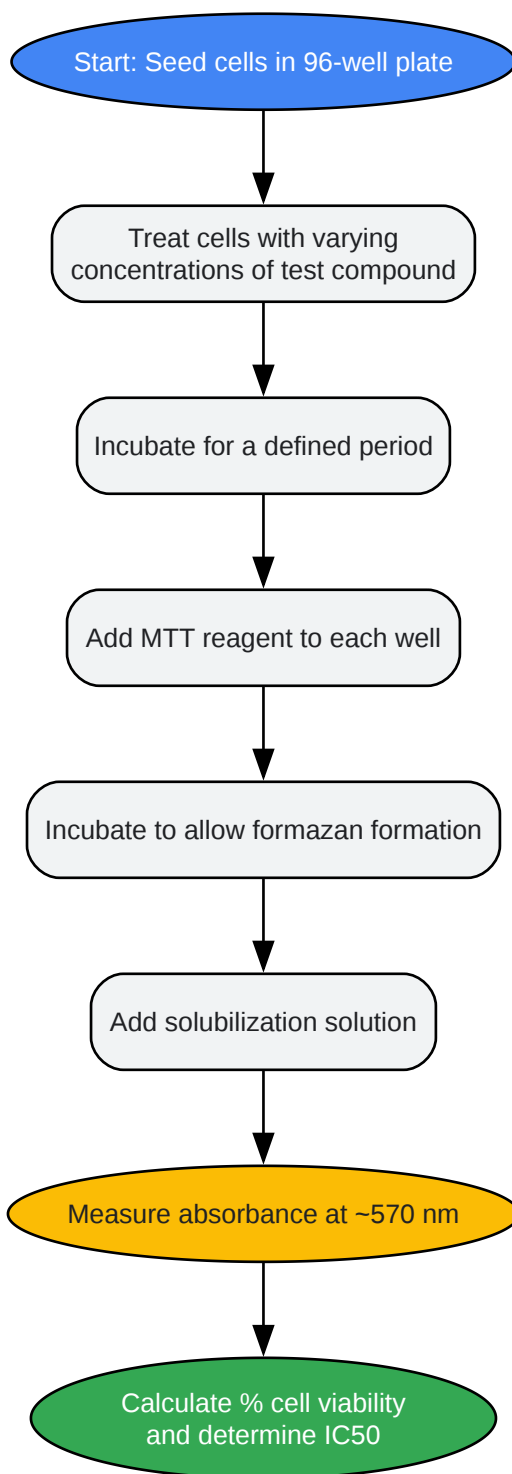 Start: Seed cells in 96-well plate
Treat cells with varying
concentrations of test compound
Incubate for a defined period
Add MTT reagent to each well
Incubate to allow formazan formation
Add solubilization solution
Measure absorbance at ~570 nm
Calculate % cell viability
and determine IC50